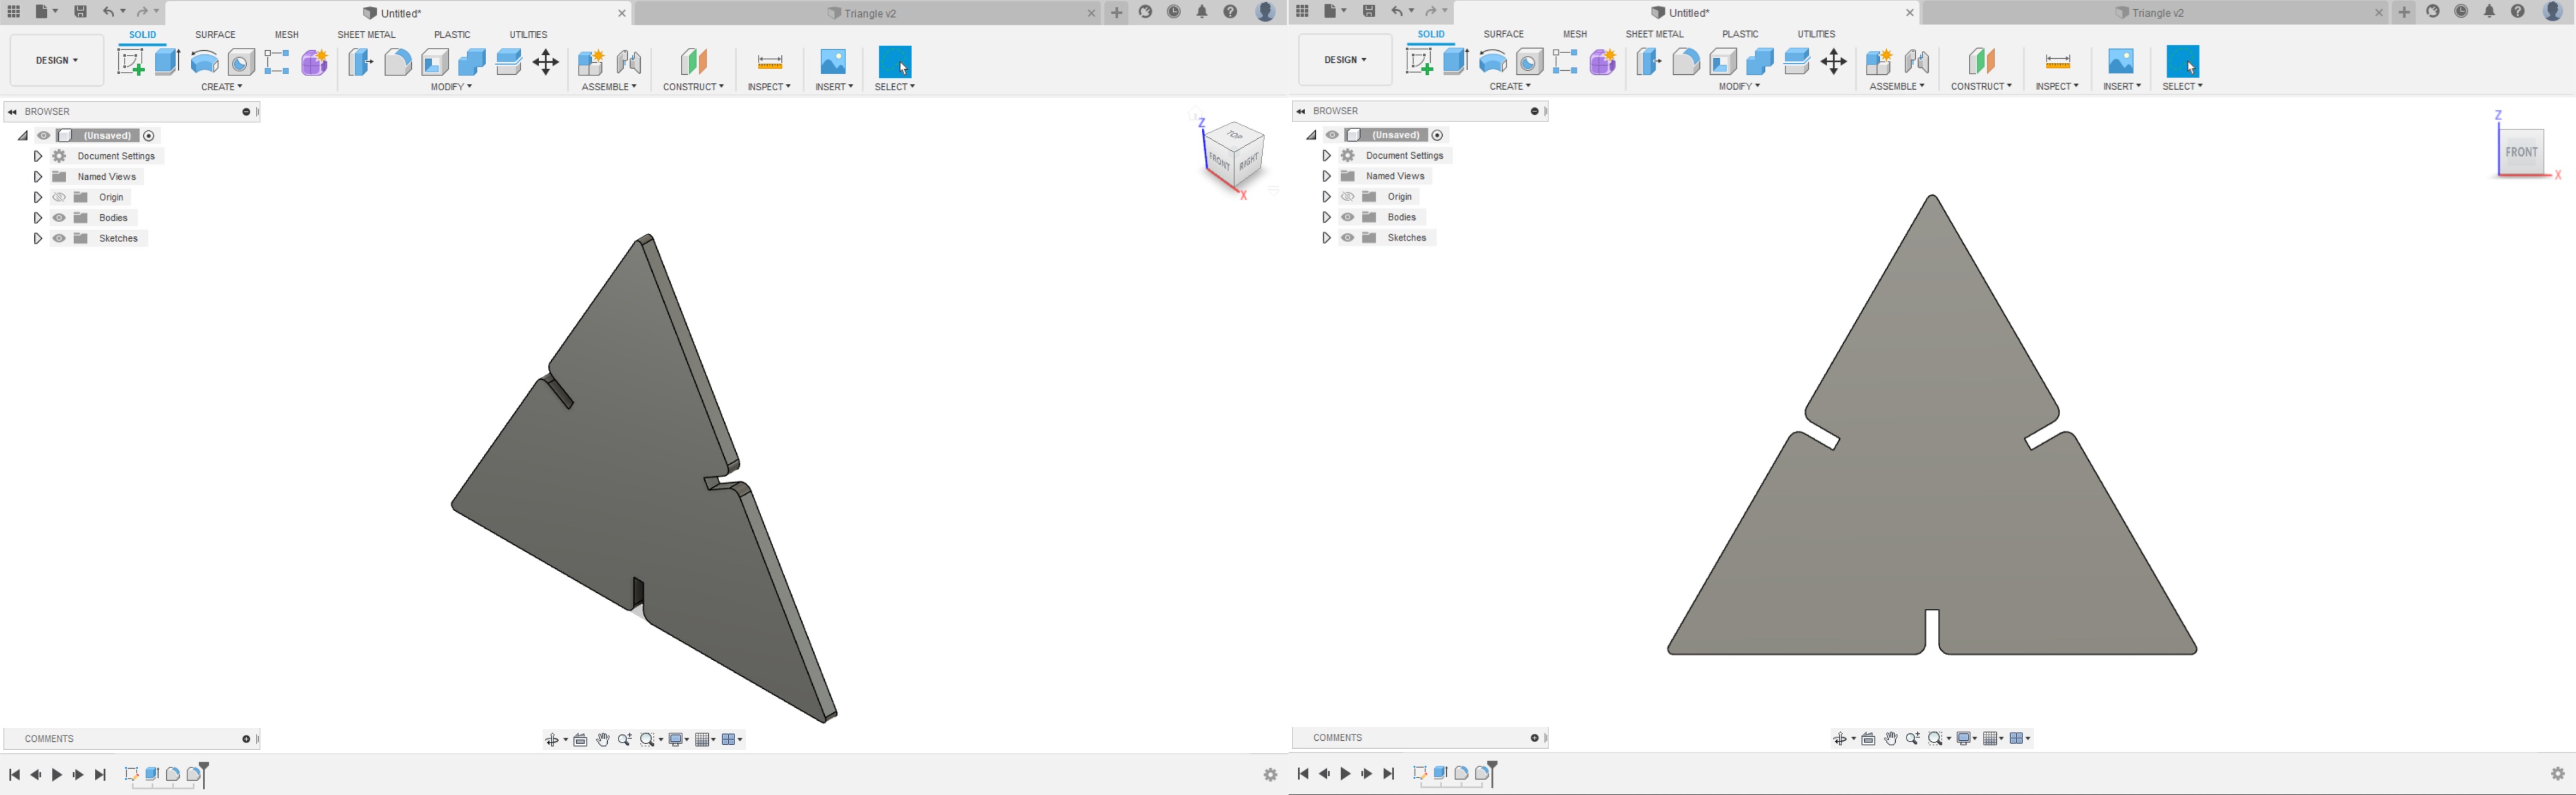 Untitled*
Triangle v2
SOLID SURFACE MESH SHEET METAL PLASTIC UTILITIES
DESIGN
CREATE MODIFY ASSEMBLE CONSTRUCT INSPECT INSERT SELECT
BROWSER
(Unsaved)
Document Settings
Named Views
Origin
Bodies
Sketches
Z
TOP
FRONT
RIGHT
X
COMMENTS
Untitled*
Triangle v2
SOLID SURFACE MESH SHEET METAL PLASTIC UTILITIES
DESIGN
CREATE MODIFY ASSEMBLE CONSTRUCT INSPECT INSERT SELECT
BROWSER
(Unsaved)
Document Settings
Named Views
Origin
Bodies
Sketches
Z
FRONT
X
COMMENTS